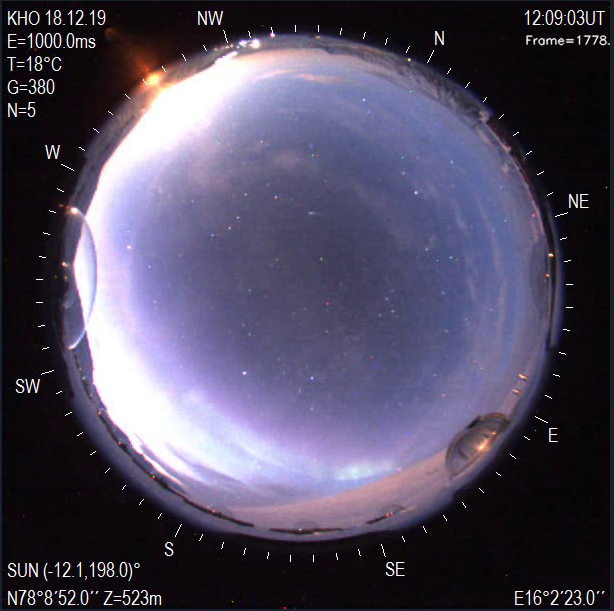 KHO 18.12.19
12:09:03UT
E=1000.0ms
Frame=1778.
T=18°C
G=380
N=5
NW
N
W
NE
SW
E
S
SE
SUN (-12.1,198.0)°
N78°8′52.0′′ Z=523m
E16°2′23.0′′